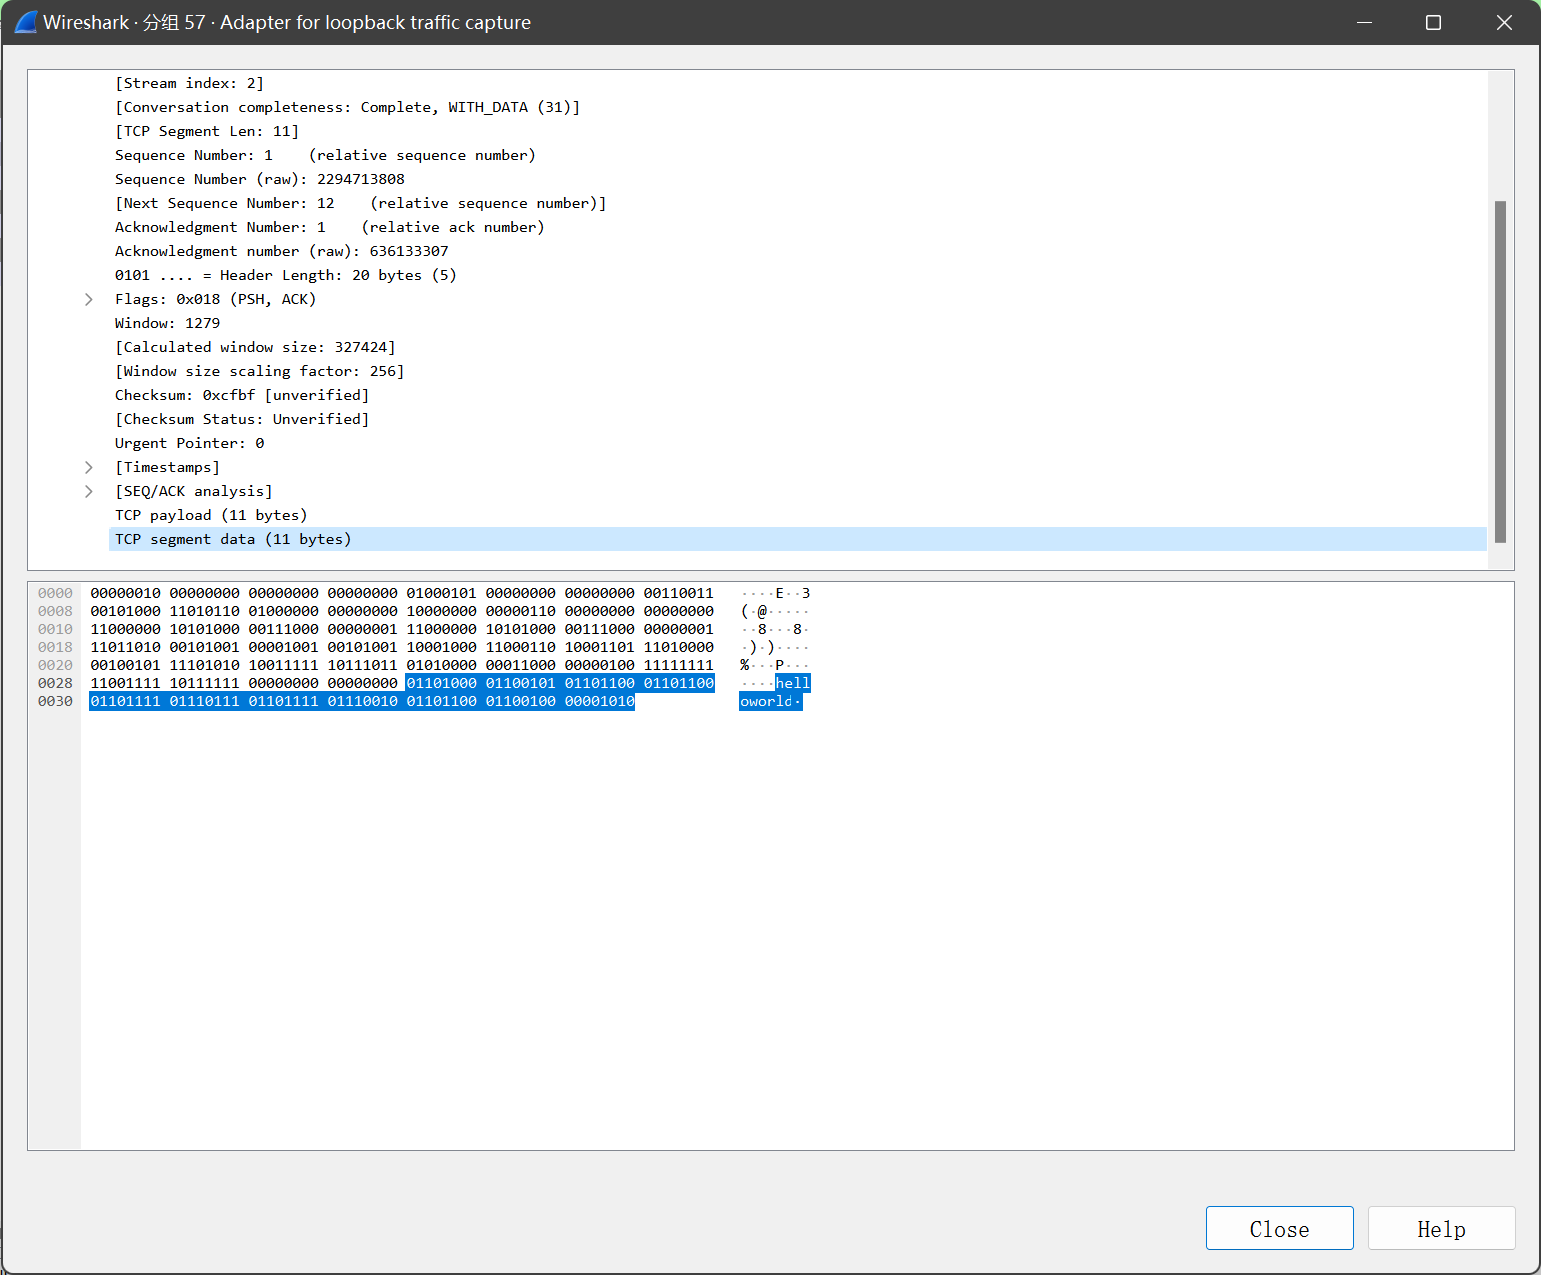 Wireshark · 分组 57 · Adapter for loopback traffic capture
[Stream index: 2]
[Conversation completeness: Complete, WITH_DATA (31)]
[TCP Segment Len: 11]
Sequence Number: 1    (relative sequence number)
Sequence Number (raw): 2294713808
[Next Sequence Number: 12    (relative sequence number)]
Acknowledgment Number: 1    (relative ack number)
Acknowledgment number (raw): 636133307
0101 .... = Header Length: 20 bytes (5)
Flags: 0x018 (PSH, ACK)
Window: 1279
[Calculated window size: 327424]
[Window size scaling factor: 256]
Checksum: 0xcfbf [unverified]
[Checksum Status: Unverified]
Urgent Pointer: 0
[Timestamps]
[SEQ/ACK analysis]
TCP payload (11 bytes)
TCP segment data (11 bytes)
0000 00000010 00000000 00000000 00000000 01000101 00000000 00000000 00110011 ····E··3
0008 00101000 11010110 01000000 00000000 10000000 00000110 00000000 00000000 (·@·····
0010 11000000 10101000 00111000 00000001 11000000 10101000 00111000 00000001 ··8···8·
0018 11011010 00101001 00001001 00101001 10001000 11000110 10001101 11010000 ·)·)····
0020 00100101 11101010 10011111 10111011 01010000 00011000 00000100 11111111 %···P···
0028 11001111 10111111 00000000 00000000 01101000 01100101 01101100 01101100 ····hell
0030 01101111 01110111 01101111 01110010 01101100 01100100 00001010 oworld·
Close
Help